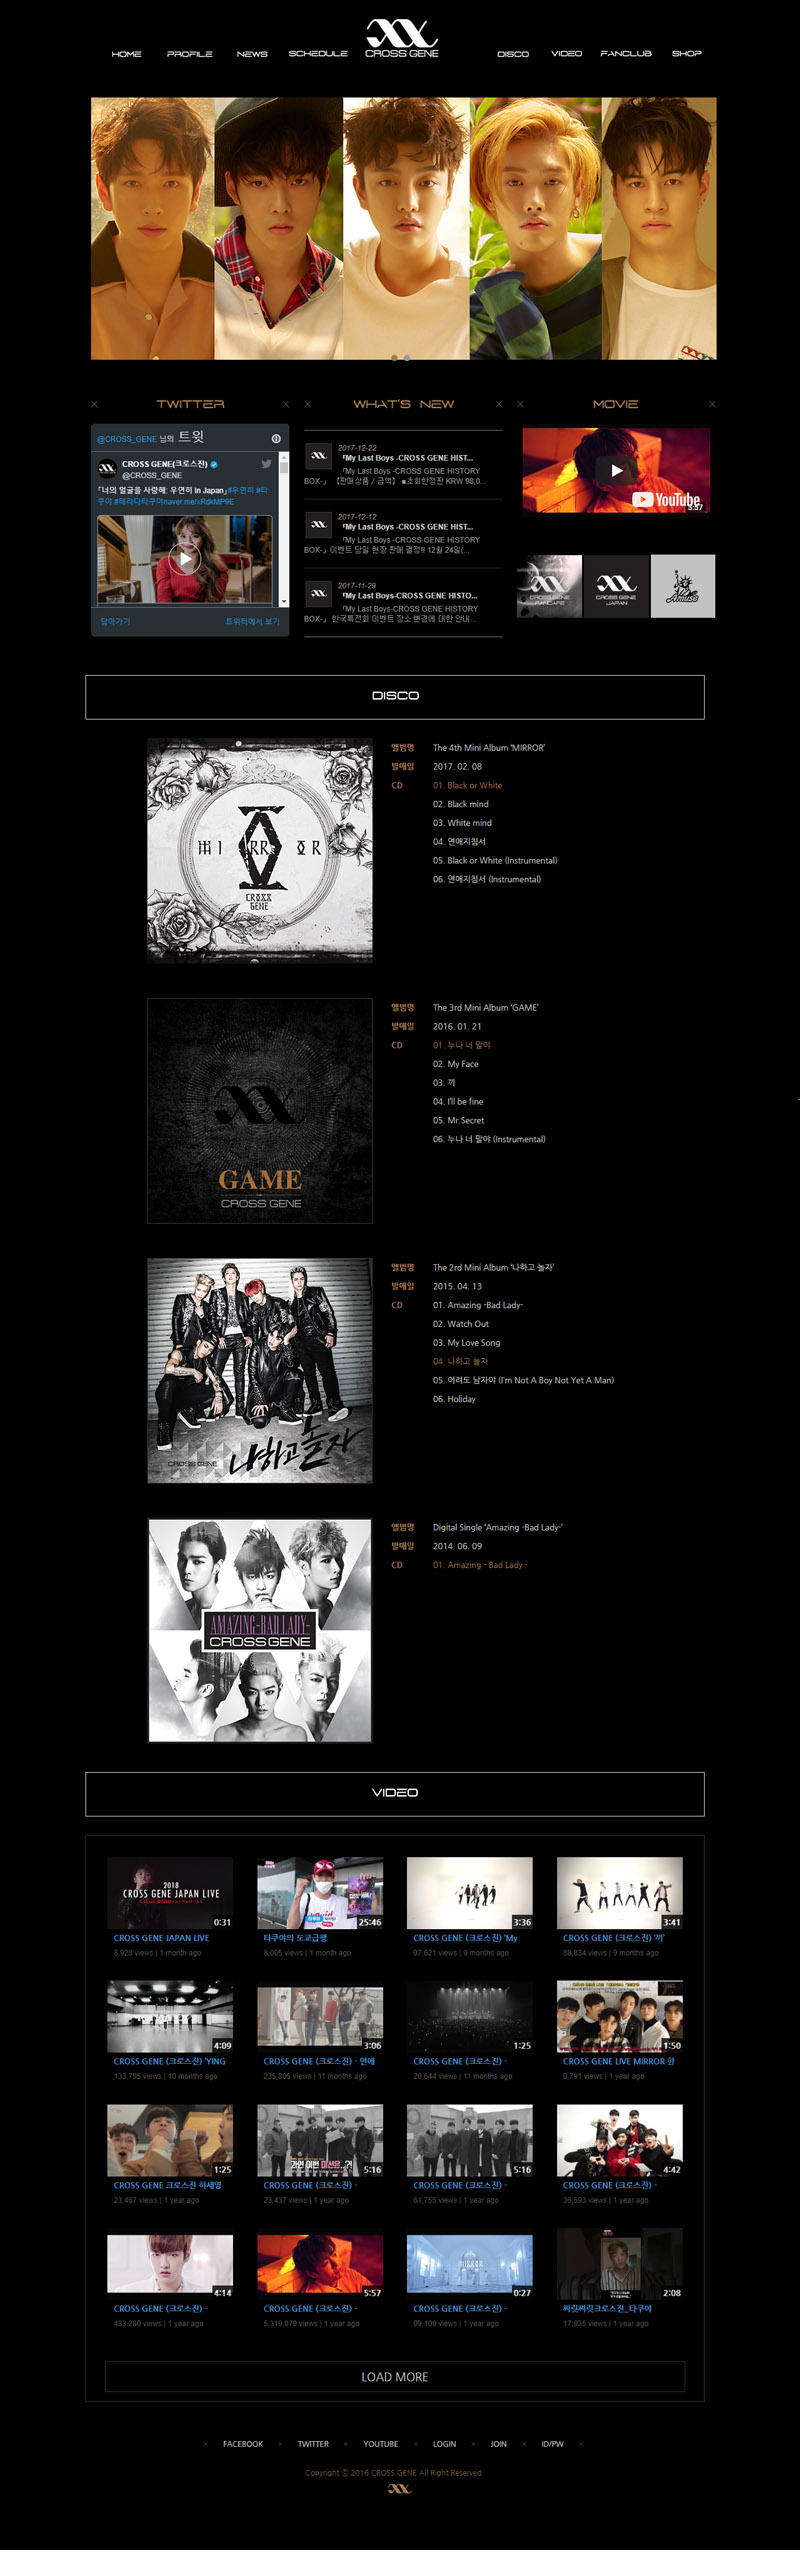 HOME PROFILE NEWS SCHEDULE CROSS GENE DISCO VIDEO FANCLUB SHOP
TWITTER
@CROSS_GENE 님의 트윗
CROSS GENE(크로스진)
@CROSS_GENE
『너의 얼굴을 사랑해: 우연히 In Japan』#우연히 #타
쿠야 #테라다타쿠야naver.me/xRdkMP9E
담아가기 트위터에서 보기
WHAT'S NEW
2017-12-22
『My Last Boys -CROSS GENE HIST...
『My Last Boys -CROSS GENE HISTORY
BOX-』 【판매상품 / 금액】 ■초회한정판 KRW 98,0...
2017-12-12
『My Last Boys -CROSS GENE HIST...
『My Last Boys -CROSS GENE HISTORY
BOX-』이벤트 당일 현장 판매 결정!! 12월 24일(...
2017-11-29
『My Last Boys-CROSS GENE HISTO...
『My Last Boys-CROSS GENE HISTORY
BOX-』 한국특전회 이벤트 장소 변경에 대한 안내...
MOVIE
YouTube
5:57
CROSS GENE
FANCAFE
CROSS GENE
JAPAN
Amuse
DISCO
MIRROR
CROSS
GENE
앨범명 The 4th Mini Album 'MIRROR'
발매일 2017. 02. 08
CD 01. Black or White
02. Black mind
03. White mind
04. 연애지침서
05. Black or White (Instrumental)
06. 연애지침서 (Instrumental)
GAME
CROSS GENE
앨범명 The 3rd Mini Album 'GAME'
발매일 2016. 01. 21
CD 01. 누나 너 말야
02. My Face
03. 끼
04. I'll be fine
05. Mr.Secret
06. 누나 너 말야 (Instrumental)
나하고 놀자
CROSS GENE
앨범명 The 2rd Mini Album '나하고 놀자'
발매일 2015. 04. 13
CD 01. Amazing -Bad Lady-
02. Watch Out
03. My Love Song
04. 나하고 놀자
05. 어려도 남자야 (I'm Not A Boy Not Yet A Man)
06. Holiday
AMAZING -BAD LADY-
CROSS GENE
앨범명 Digital Single 'Amazing -Bad Lady-'
발매일 2014. 06. 09
CD 01. Amazing - Bad Lady -
VIDEO
2018
CROSS GENE JAPAN LIVE
0:31 25:46 3:36 3:41
CROSS GENE JAPAN LIVE 타쿠야의 도쿄급행 CROSS GENE (크로스진) 'My CROSS GENE (크로스진) '끼'
8,928 views | 1 month ago 8,005 views | 1 month ago 97,621 views | 9 months ago 88,834 views | 9 months ago
4:09 3:06 1:25 1:50
CROSS GENE (크로스진) 'YING CROSS GENE (크로스진) - 연애 CROSS GENE (크로스진) - CROSS GENE LIVE MIRROR 한
133,795 views | 10 months ago 235,805 views | 11 months ago 20,644 views | 11 months ago 9,791 views | 1 year ago
과연 이번 미션은..?!
1:25 5:16 5:16 4:42
CROSS GENE 크로스진 하세영 CROSS GENE (크로스진) - CROSS GENE (크로스진) - CROSS GENE (크로스진) -
23,467 views | 1 year ago 23,437 views | 1 year ago 61,755 views | 1 year ago 36,593 views | 1 year ago
MIRROR
4:14 5:57 0:27 2:08
CROSS GENE (크로스진) - CROSS GENE (크로스진) - CROSS GENE (크로스진) - 찌릿찌릿크로스진_타쿠야
433,280 views | 1 year ago 5,319,079 views | 1 year ago 99,100 views | 1 year ago 17,935 views | 1 year ago
LOAD MORE
FACEBOOK TWITTER YOUTUBE LOGIN JOIN ID/PW
Copyright ⓒ 2016 CROSS GENE All Right Reserved